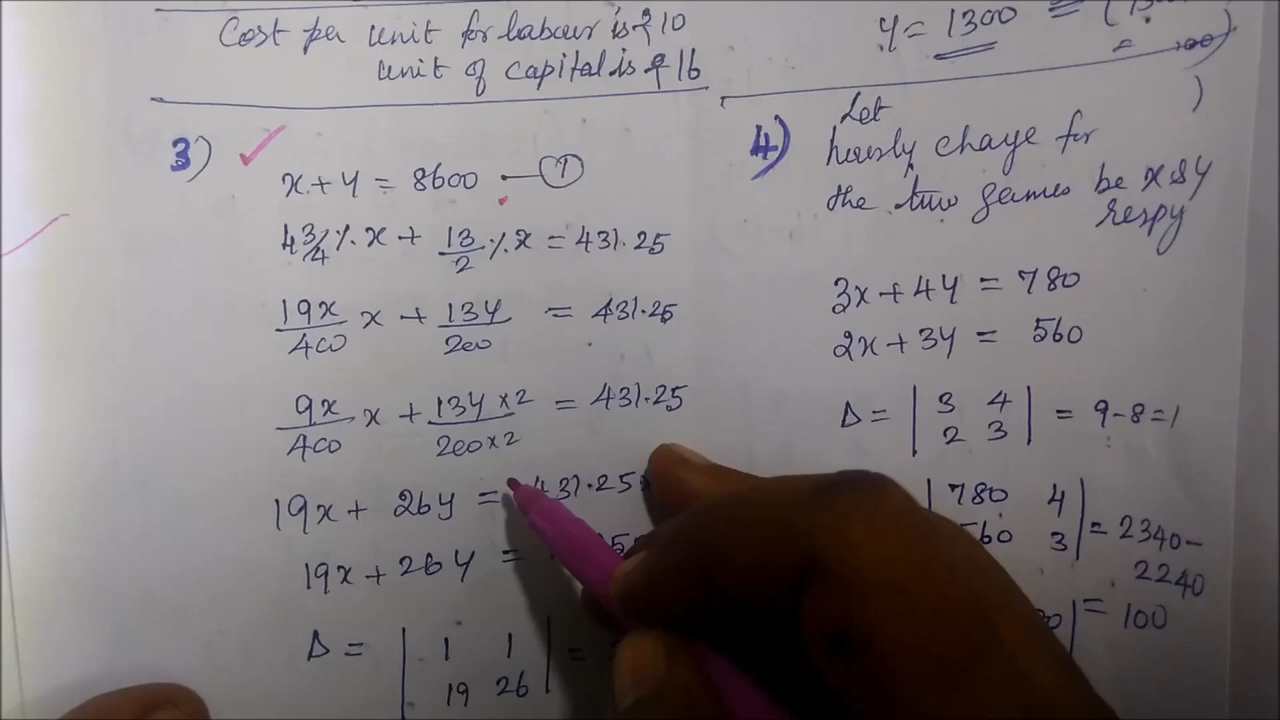 Cost per unit for labour is ₹10
unit of capital is ₹16
3)
x+y = 8600 — ①
4 3/4 %. x + 13/2 %. x = 431.25
19x/400 x + 13y/200 = 431.25
9x/400 x + 13y×2/200×2 = 431.25
19x + 26y = 431.25
19x + 26y =
Δ = | 1 1 | =
19 26
y = 1300 =
4) Let
hourly charge for
the two games be x & y
respy
3x+4y = 780
2x+3y = 560
Δ = | 3 4 | = 9-8=1
2 3
| 780 4 | = 2340-
560 3
2240
= 100